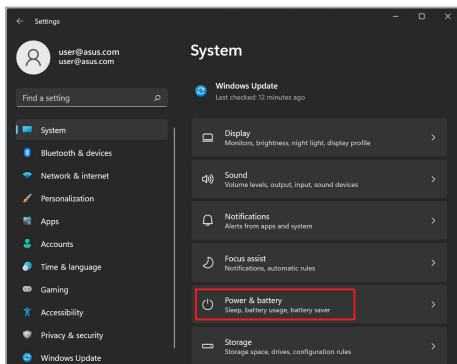 Settings
user@asus.com
user@asus.com
Find a setting
System
Bluetooth & devices
Network & internet
Personalization
Apps
Accounts
Time & language
Gaming
Accessibility
Privacy & security
Windows Update
System
Windows Update
Last checked: 12 minutes ago
Display
Monitors, brightness, night light, display profile
Sound
Volume levels, output, input, sound devices
Notifications
Alerts from apps and system
Focus assist
Notifications, automatic rules
Power & battery
Sleep, battery usage, battery saver
Storage
Storage space, drives, configuration rules